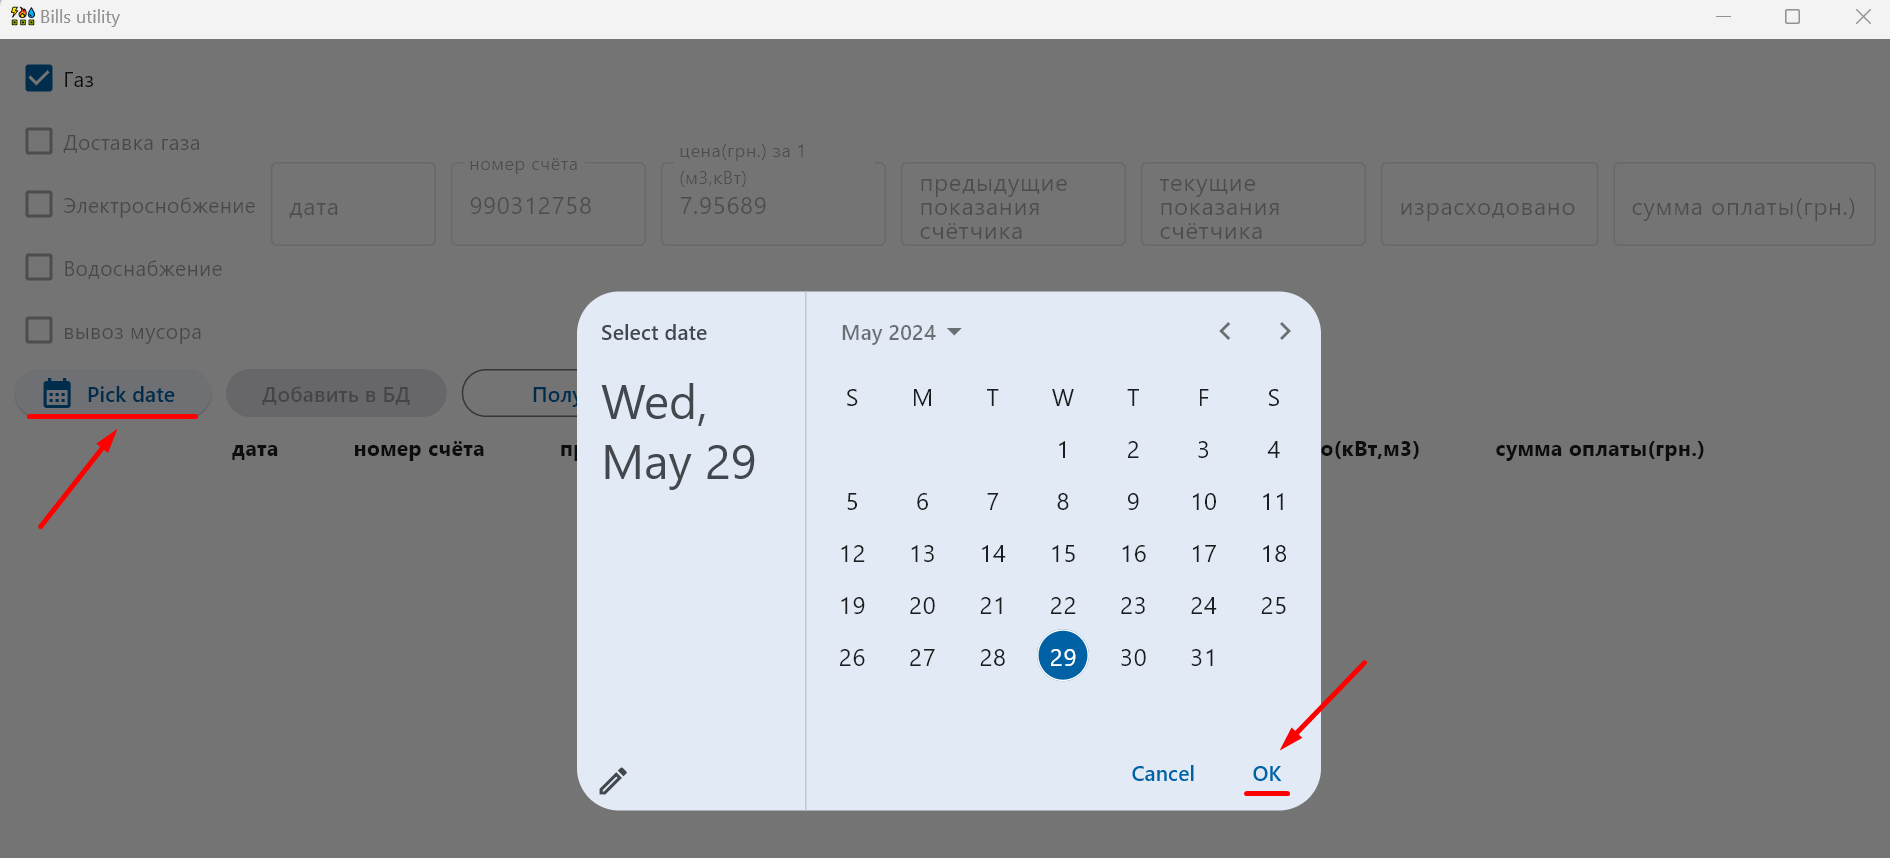 Bills utility
Газ
Доставка газа
Электроснобжение
Водоснабжение
вывоз мусора
дата
номер счёта
990312758
цена(грн.) за 1
(м3,кВт)
7.95689
предыдущие
показания
счётчика
текущие
показания
счётчика
израсходовано
сумма оплаты(грн.)
Pick date
Добавить в БД
Полу
дата
номер счёта
о(кВт,м3)
сумма оплаты(грн.)
Select date
Wed,
May 29
May 2024
S M T W T F S
1 2 3 4
5 6 7 8 9 10 11
12 13 14 15 16 17 18
19 20 21 22 23 24 25
26 27 28 29 30 31
Cancel
OK